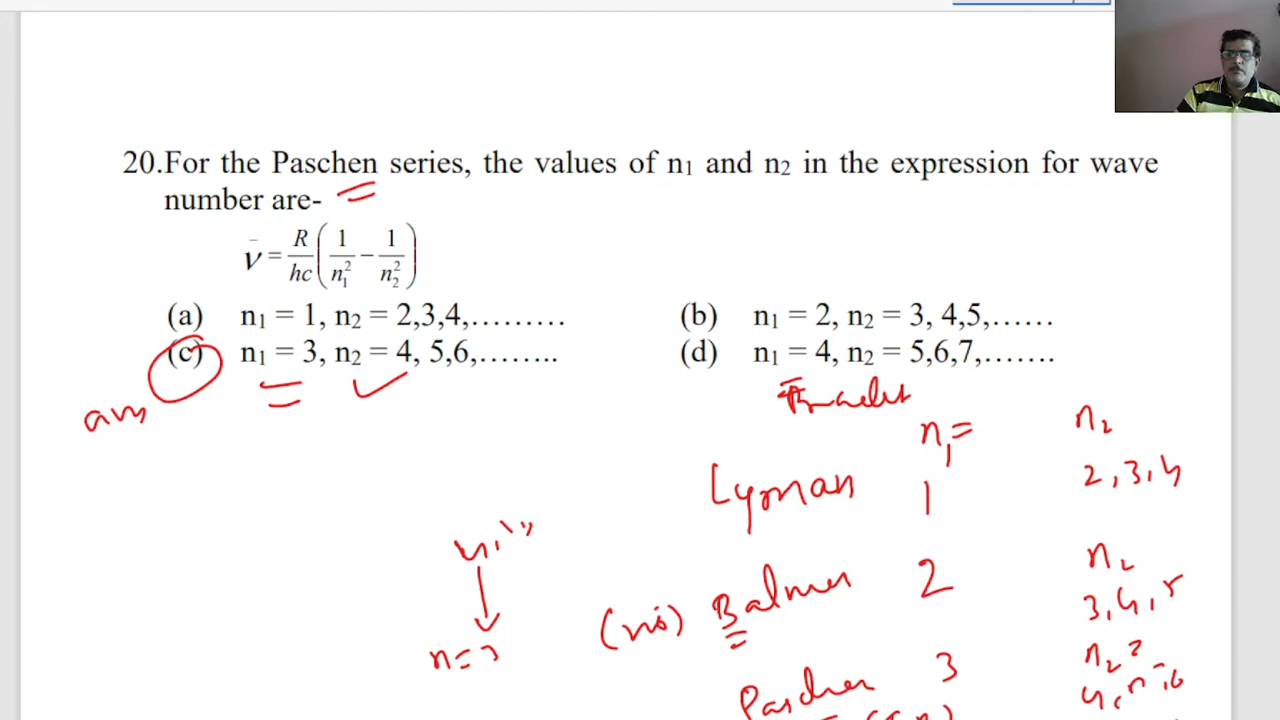 20.For the Paschen series, the values of n₁ and n₂ in the expression for wave
number are-
ν̄ = R/hc (1/n₁² − 1/n₂²)
(a) n₁ = 1, n₂ = 2,3,4,……… (b) n₁ = 2, n₂ = 3, 4,5,……
(c) n₁ = 3, n₂ = 4, 5,6,…….. (d) n₁ = 4, n₂ = 5,6,7,…….
ans
n₁= n₂
Lyman 1 2,3,4
n₂
(vis) Balmer 2 3,4,5
n=3
n₂
Paschen 3